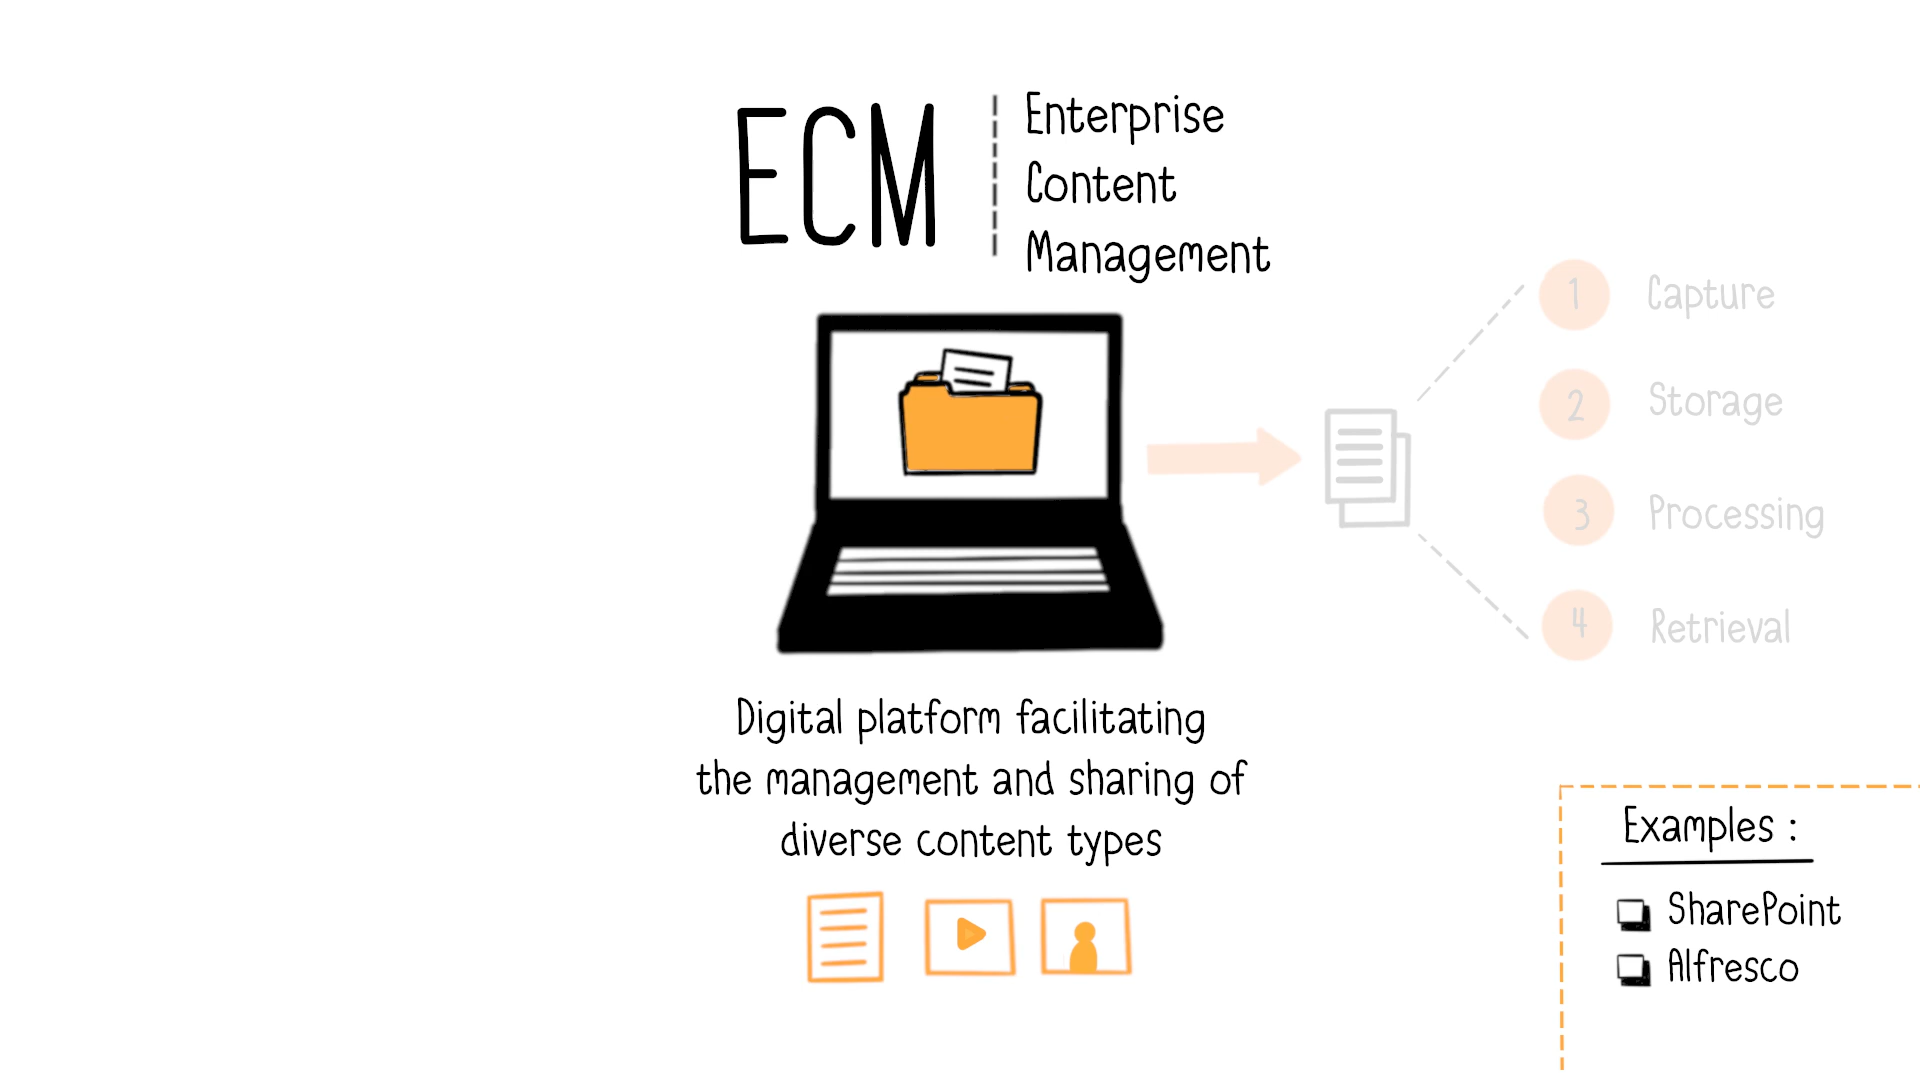 ECM
Enterprise
Content
Management
1 Capture
2 Storage
3 Processing
4 Retrieval
Digital platform facilitating
the management and sharing of
diverse content types
Examples :
SharePoint
Alfresco